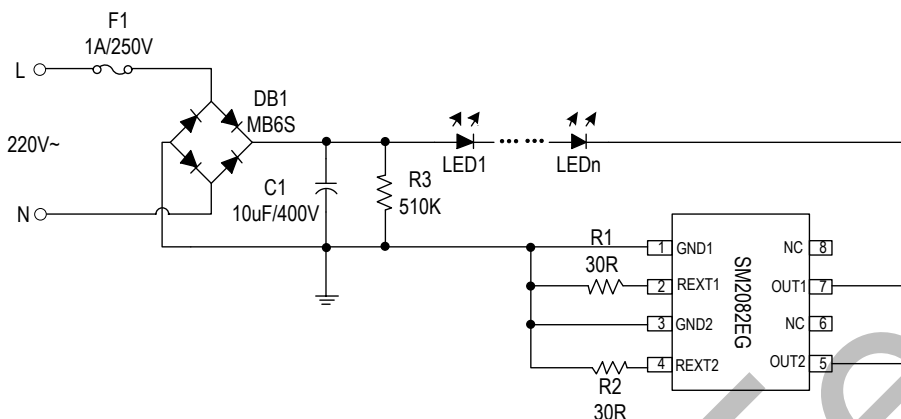 F1
1A/250V
L
DB1
MB6S
220V~
N
C1
10uF/400V
R3
510K
LED1
LEDn
R1
30R
R2
30R
SM2082EG
1 GND1
2 REXT1
3 GND2
4 REXT2
NC 8
OUT1 7
NC 6
OUT2 5